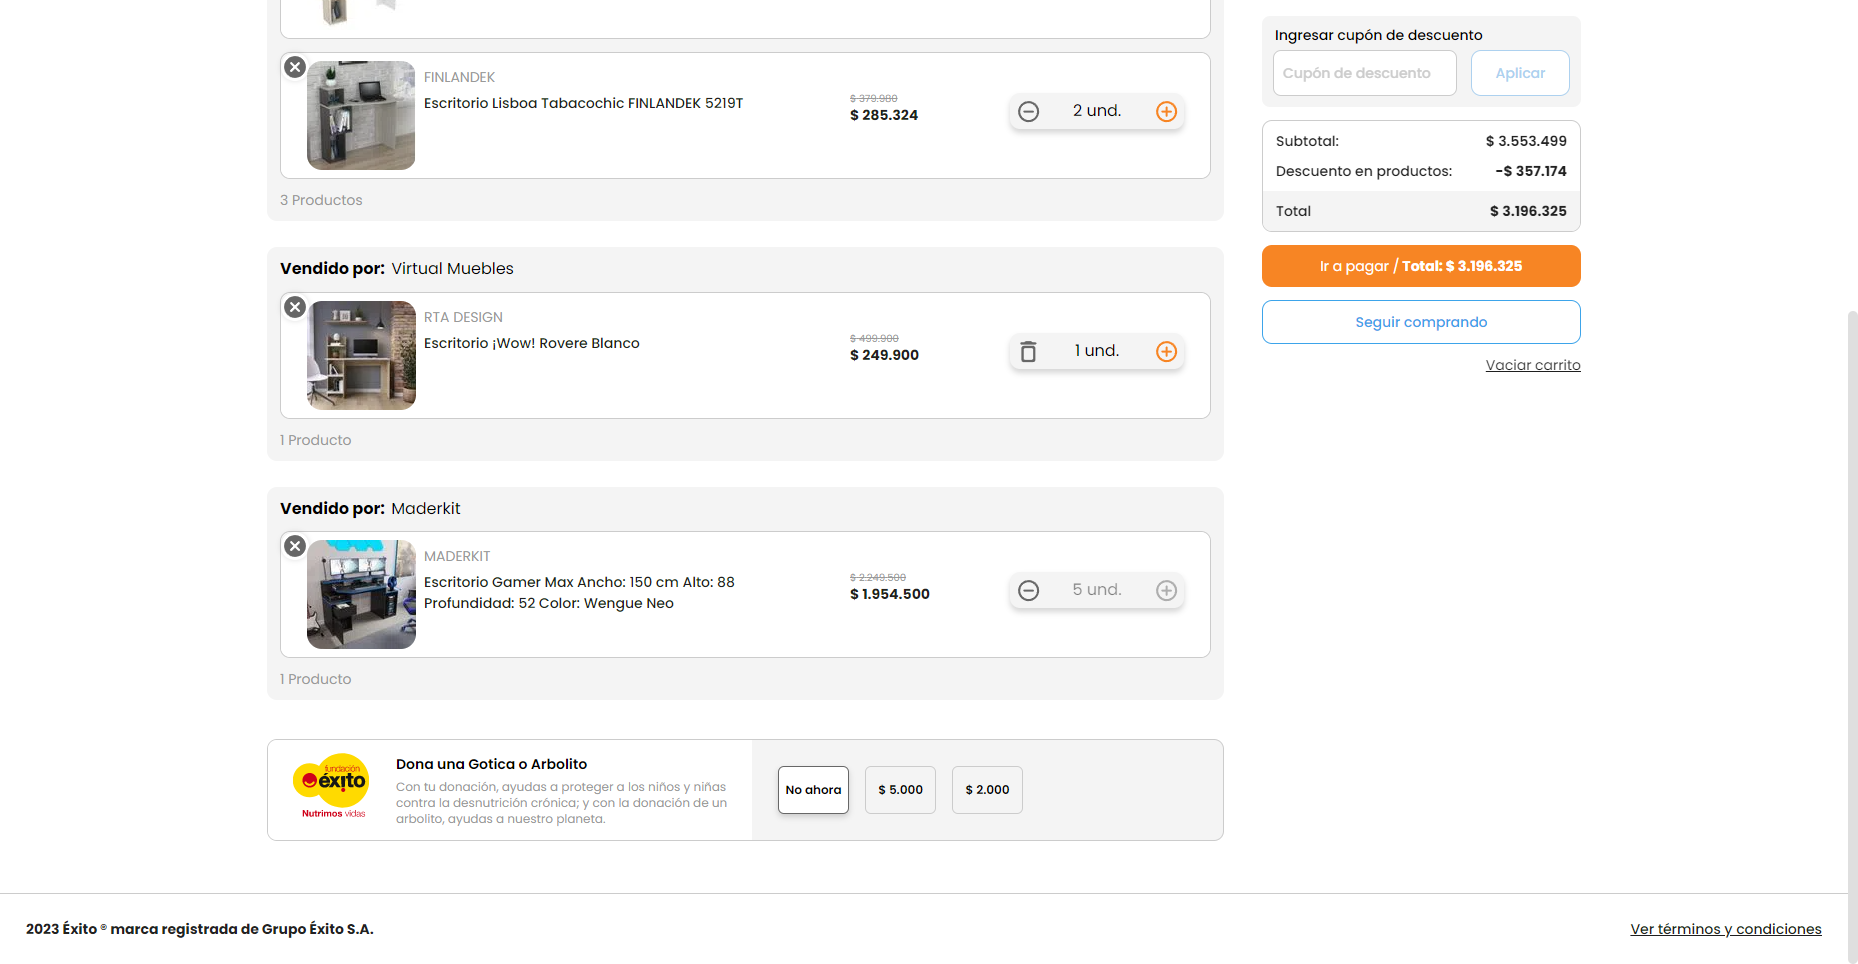 FINLANDEK
Escritorio Lisboa Tabacochic FINLANDEK 5219T
$ 379.980
$ 285.324
2 und.
3 Productos
Vendido por: Virtual Muebles
RTA DESIGN
Escritorio ¡Wow! Rovere Blanco
$ 499.900
$ 249.900
1 und.
1 Producto
Vendido por: Maderkit
MADERKIT
Escritorio Gamer Max Ancho: 150 cm Alto: 88
Profundidad: 52 Color: Wengue Neo
$ 2.249.500
$ 1.954.500
5 und.
1 Producto
fundación
éxito
Nutrimos vidas
Dona una Gotica o Arbolito
Con tu donación, ayudas a proteger a los niños y niñas
contra la desnutrición crónica; y con la donación de un
arbolito, ayudas a nuestro planeta.
No ahora
$ 5.000
$ 2.000
Ingresar cupón de descuento
Cupón de descuento
Aplicar
Subtotal: $ 3.553.499
Descuento en productos: -$ 357.174
Total $ 3.196.325
Ir a pagar / Total: $ 3.196.325
Seguir comprando
Vaciar carrito
2023 Éxito ® marca registrada de Grupo Éxito S.A.
Ver términos y condiciones